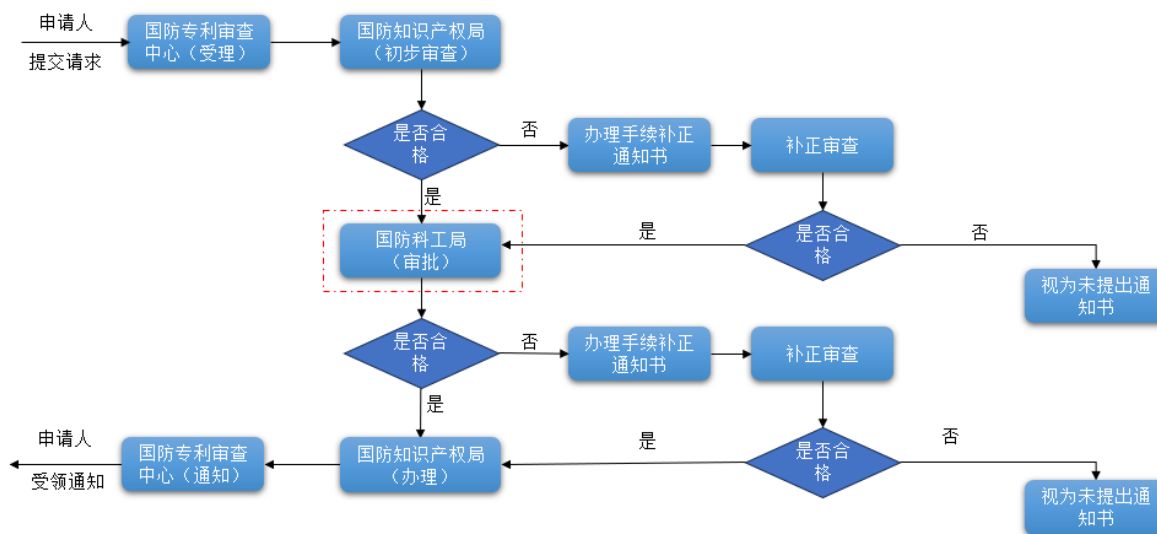 申请人
提交请求
国防专利审查
中心（受理）
国防知识产权局
（初步审查）
是否合
格
否
办理手续补正
通知书
补正审查
是
国防科工局
（审批）
是
是否合
格
否
视为未提出通
知书
是否合
格
否
办理手续补正
通知书
补正审查
是
申请人
受领通知
国防专利审查
中心（通知）
国防知识产权局
（办理）
是
是否合
格
否
视为未提出通
知书